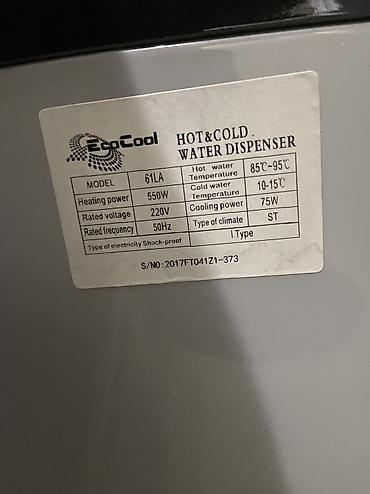 EcoCool
HOT&COLD
WATER DISPENSER
MODEL 61LA Hot water Temperature 85℃~95℃
Heating power 550W Cold water Temperature 10-15℃
Rated voltage 220V Cooling power 75W
Rated frequency 50Hz Type of climate ST
Type of electricity Shock-proof I Type
S/NO:2017FT041Z1-373